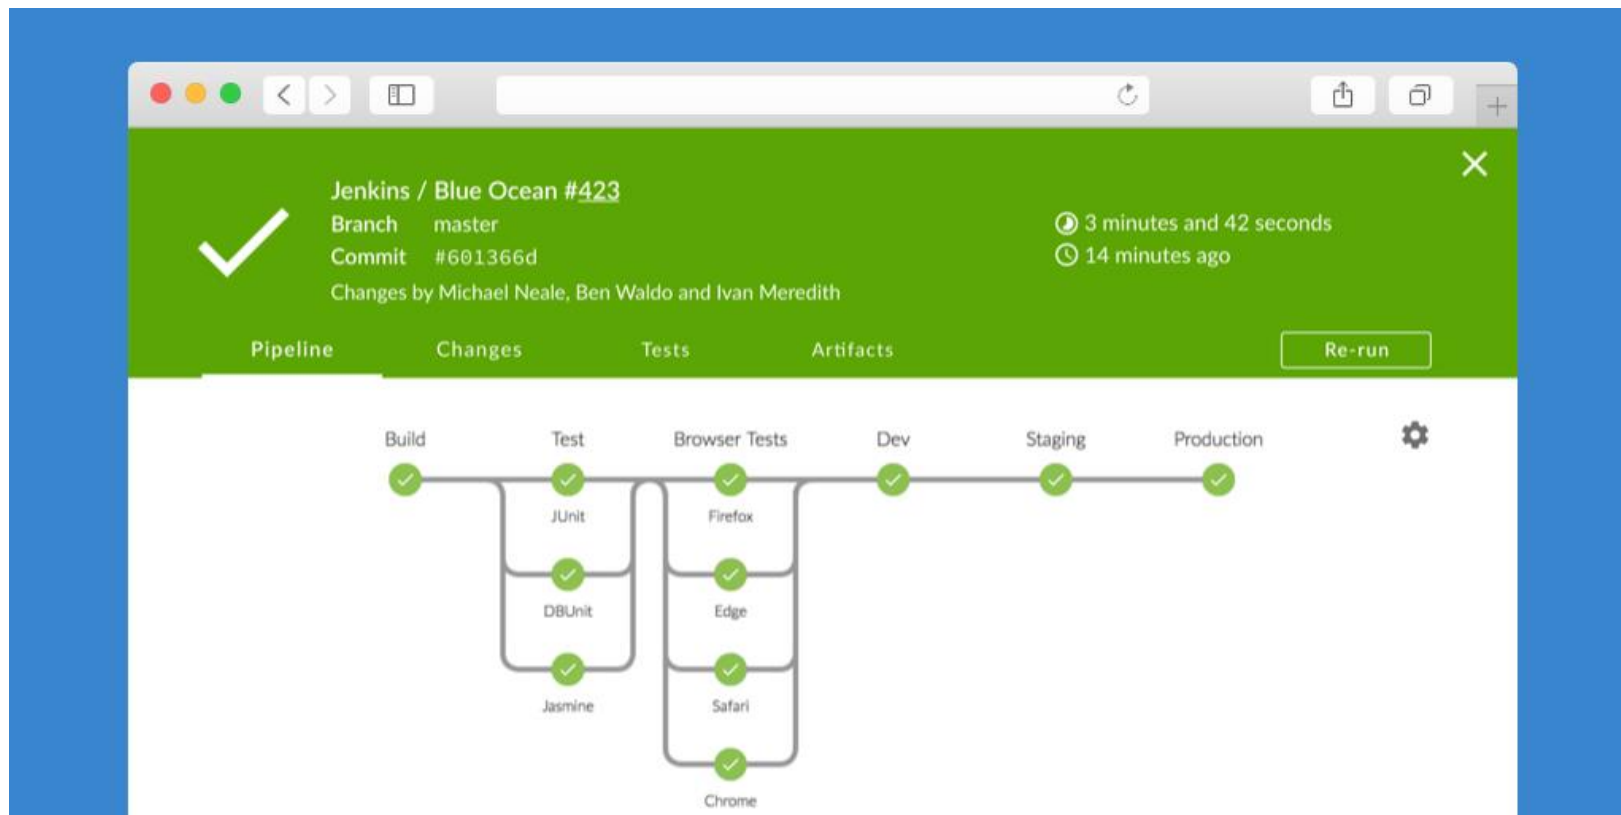 Jenkins / Blue Ocean #423
Branch master
Commit #601366d
Changes by Michael Neale, Ben Waldo and Ivan Meredith
3 minutes and 42 seconds
14 minutes ago
Pipeline Changes Tests Artifacts Re-run
Build Test Browser Tests Dev Staging Production
JUnit Firefox
DBUnit Edge
Jasmine Safari
Chrome